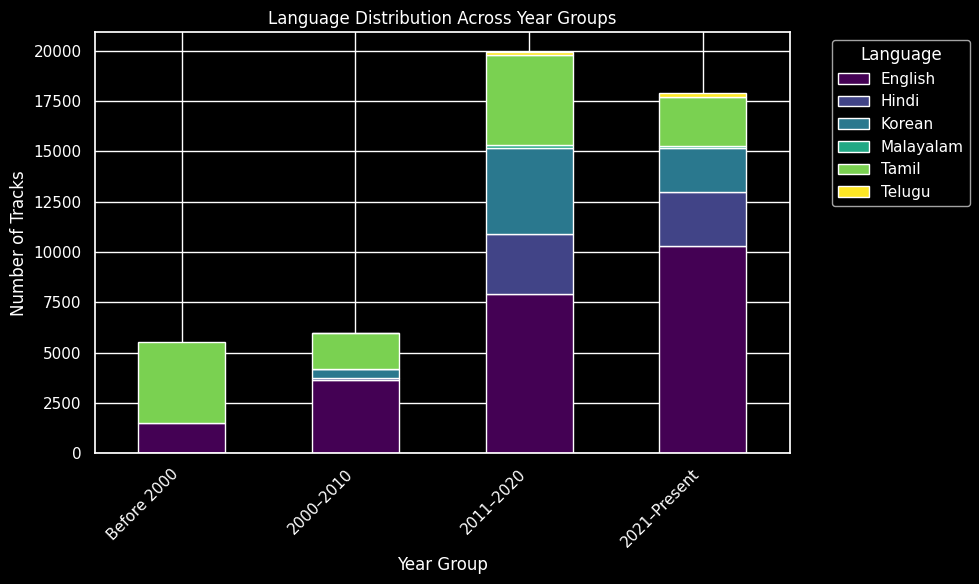 Language Distribution Across Year Groups
Number of Tracks
20000
17500
15000
12500
10000
7500
5000
2500
0
Before 2000
2000–2010
2011–2020
2021–Present
Year Group
Language
English
Hindi
Korean
Malayalam
Tamil
Telugu